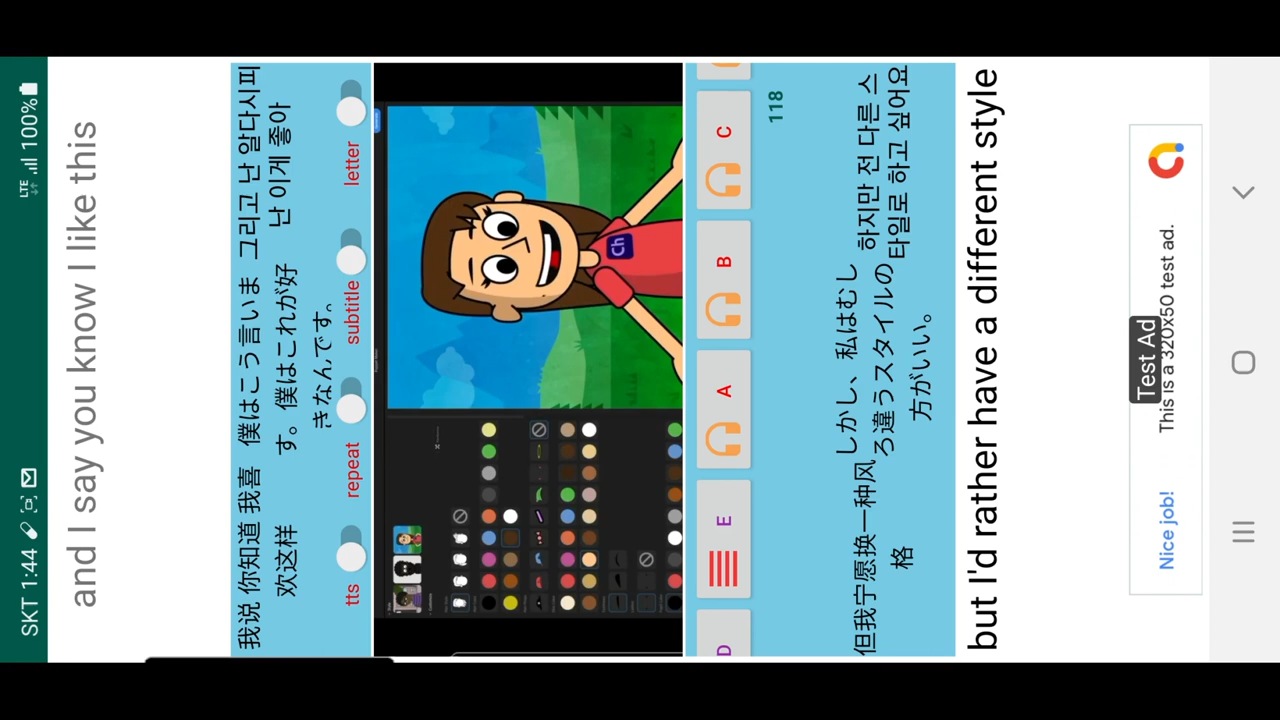 SKT 1:44
LTE
100%
and I say you know I like this
我说 你知道 我喜
欢这样
僕はこう言いま
す。僕はこれが好
きなんです。
그리고 난 알다시피
난 이게 좋아
tts
repeat
subtitle
letter
Ch
D
E
A
B
C
118
但我宁愿换一种风
格
しかし、私はむし
ろ違うスタイルの
方がいい。
하지만 전 다른 스
타일로 하고 싶어요
but I'd rather have a different style
Test Ad
Nice job!
This is a 320x50 test ad.